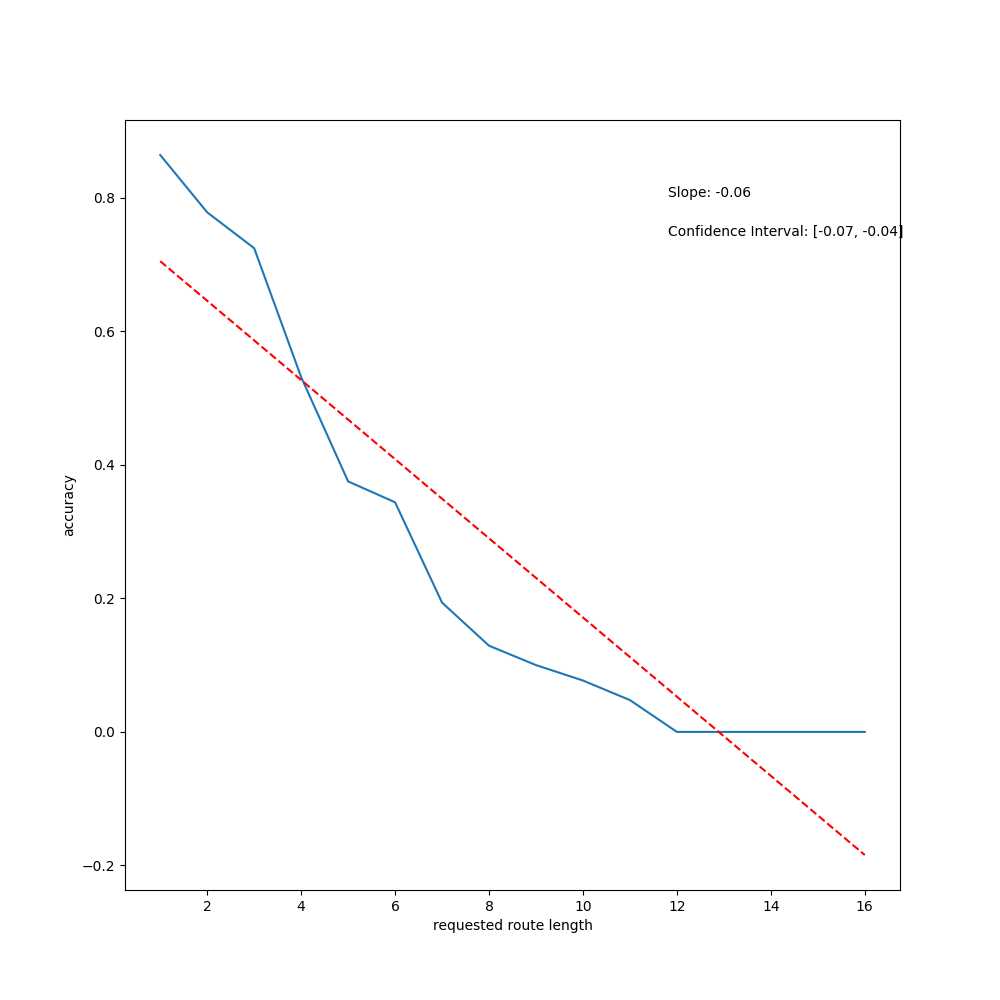 Slope: -0.06
Confidence Interval: [-0.07, -0.04]
0.8
0.6
0.4
0.2
0.0
−0.2
accuracy
2 4 6 8 10 12 14 16
requested route length